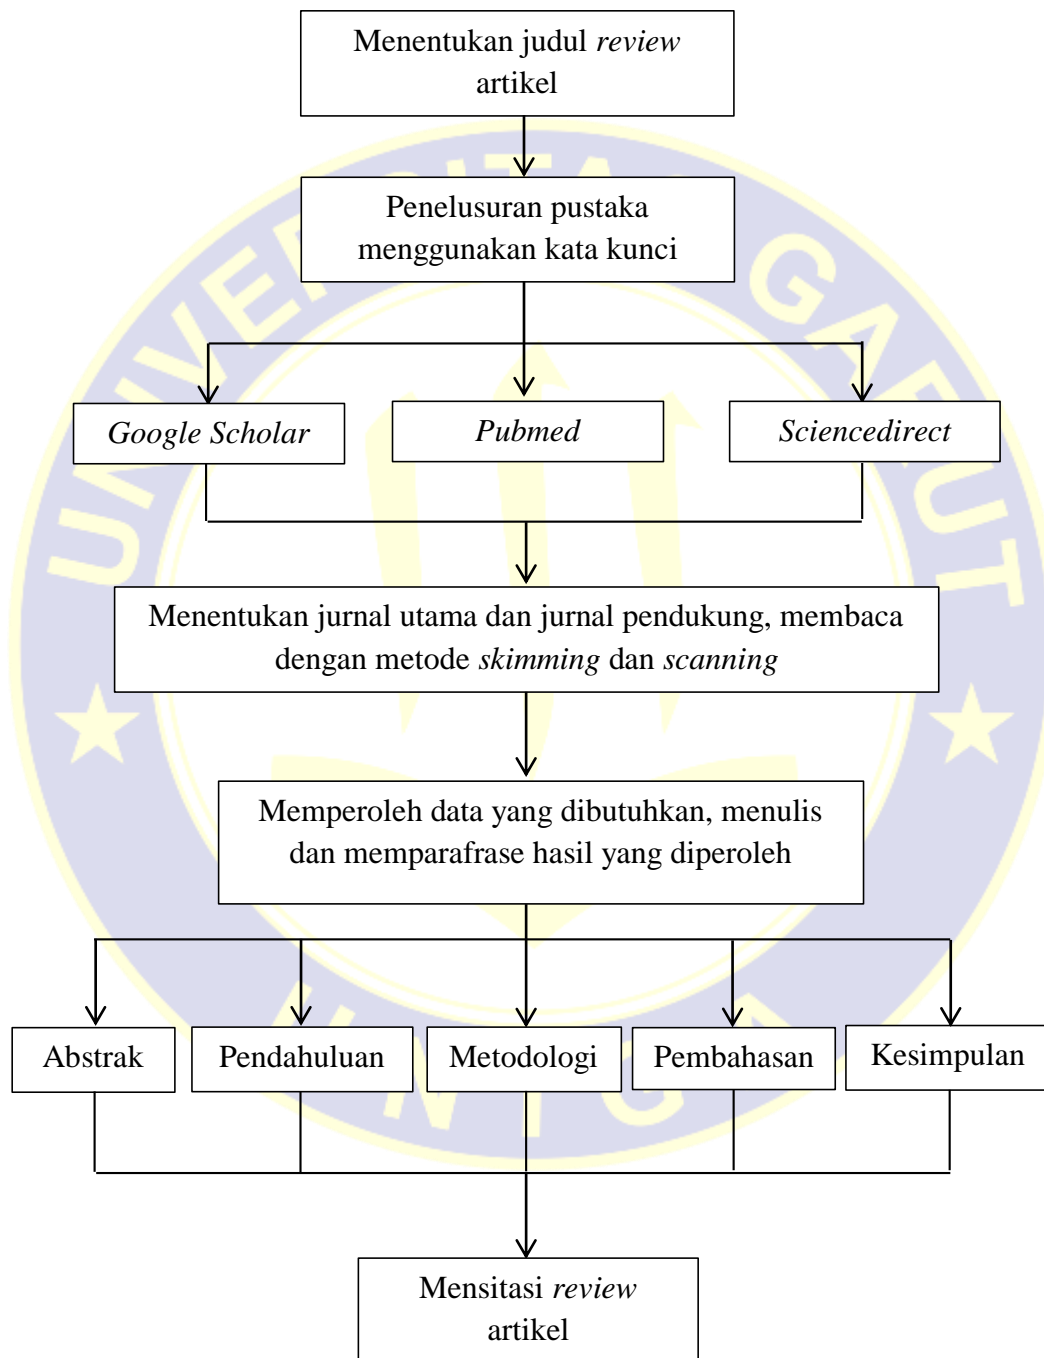 Menentukan judul review
artikel
Penelusuran pustaka
menggunakan kata kunci
Google Scholar
Pubmed
Sciencedirect
Menentukan jurnal utama dan jurnal pendukung, membaca
dengan metode skimming dan scanning
Memperoleh data yang dibutuhkan, menulis
dan memparafrase hasil yang diperoleh
Abstrak
Pendahuluan
Metodologi
Pembahasan
Kesimpulan
Mensitasi review
artikel